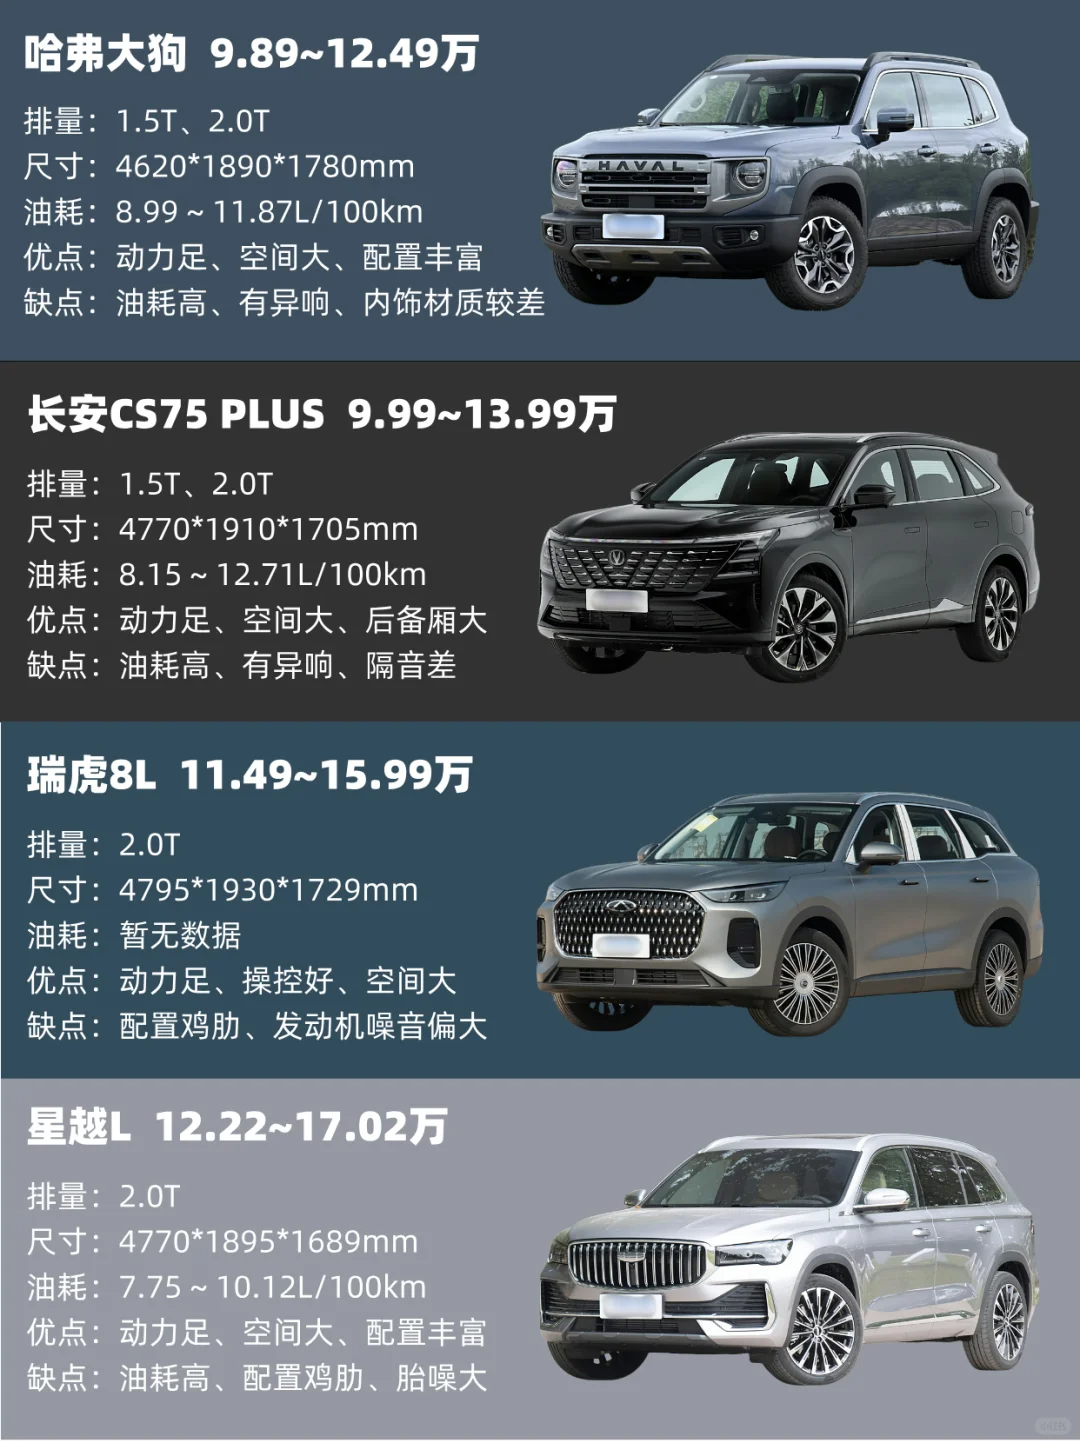 哈弗大狗 9.89~12.49万
排量：1.5T、2.0T
尺寸：4620*1890*1780mm
油耗：8.99 ~ 11.87L/100km
优点：动力足、空间大、配置丰富
缺点：油耗高、有异响、内饰材质较差
HAVAL
长安CS75 PLUS 9.99~13.99万
排量：1.5T、2.0T
尺寸：4770*1910*1705mm
油耗：8.15 ~ 12.71L/100km
优点：动力足、空间大、后备厢大
缺点：油耗高、有异响、隔音差
瑞虎8L 11.49~15.99万
排量：2.0T
尺寸：4795*1930*1729mm
油耗：暂无数据
优点：动力足、操控好、空间大
缺点：配置鸡肋、发动机噪音偏大
星越L 12.22~17.02万
排量：2.0T
尺寸：4770*1895*1689mm
油耗：7.75 ~ 10.12L/100km
优点：动力足、空间大、配置丰富
缺点：油耗高、配置鸡肋、胎噪大